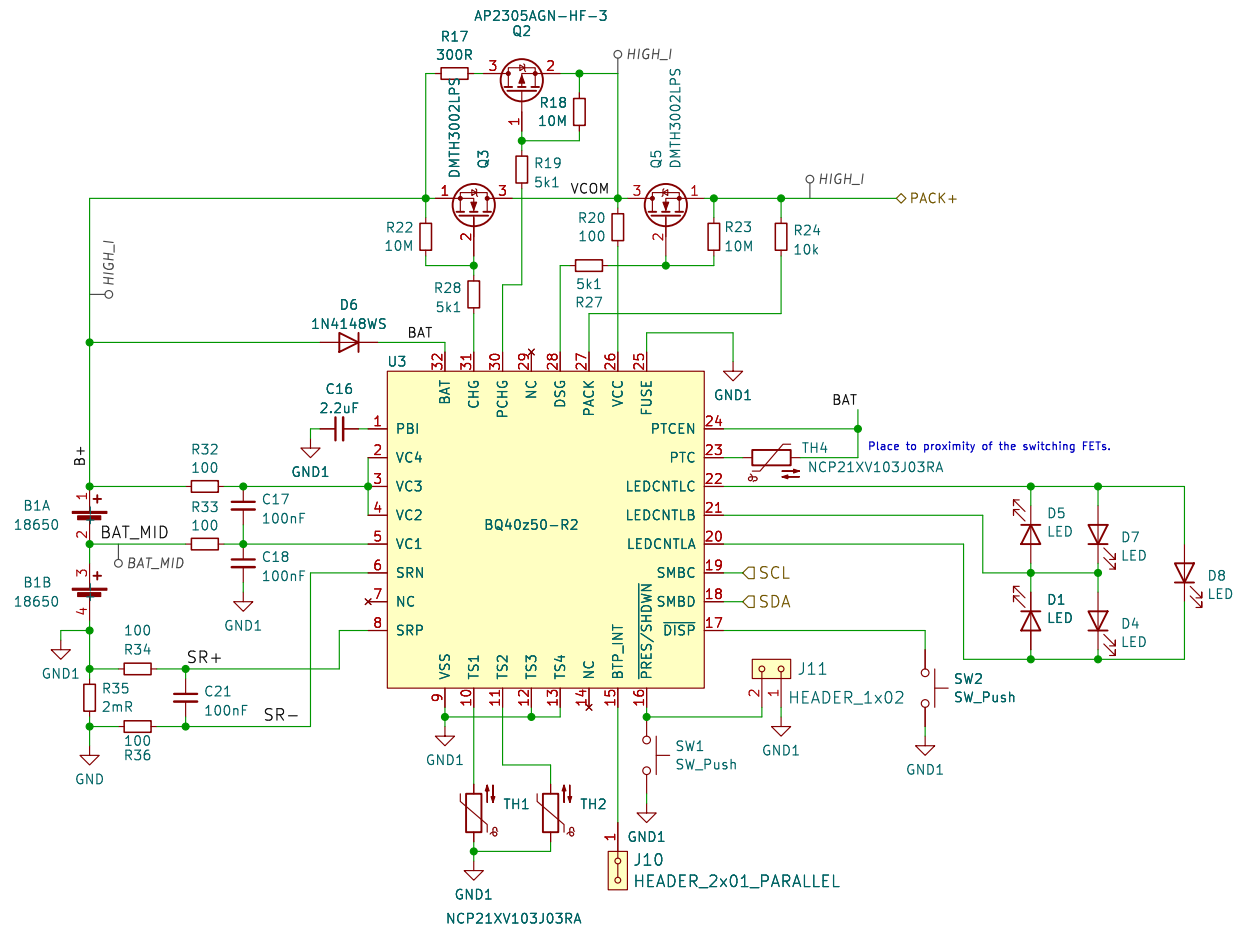 AP2305AGN-HF-3
Q2
R17
300R
3
2
1
R18
10M
HIGH_I
DMTH3002LPS
Q3
R19
5k1
VCOM
Q5
DMTH3002LPS
1
3
2
3
1
2
HIGH_I
PACK+
R22
10M
R20
100
R23
10M
R24
10k
R28
5k1
5k1
R27
HIGH_I
D6
1N4148WS
BAT
U3
32
31
30
29
28
27
26
25
BAT
CHG
PCHG
NC
DSG
PACK
VCC
FUSE
GND1
C16
2.2uF
GND1
1
PBI
2
VC4
3
VC3
4
VC2
5
VC1
6
SRN
7
NC
8
SRP
BQ40z50-R2
PTCEN
24
PTC
23
LEDCNTLC
22
LEDCNTLB
21
LEDCNTLA
20
SMBC
19
SMBD
18
DISP
17
BAT
TH4
NCP21XV103J03RA
Place to proximity of the switching FETs.
SCL
SDA
D5
LED
D7
LED
D1
LED
D4
LED
D8
LED
B+
R32
100
R33
100
C17
100nF
C18
100nF
GND1
B1A
18650
1
+
2
BAT_MID
BAT_MID
B1B
18650
3
+
4
GND1
100
R34
SR+
R35
2mR
C21
100nF
SR-
100
R36
GND
VSS
TS1
TS2
TS3
TS4
NC
BTP_INT
PRES/SHDWN
9
10
11
12
13
14
15
16
GND1
TH1
TH2
GND1
NCP21XV103J03RA
SW1
SW_Push
GND1
1
J10
HEADER_2x01_PARALLEL
J11
2
1
HEADER_1x02
GND1
SW2
SW_Push
GND1